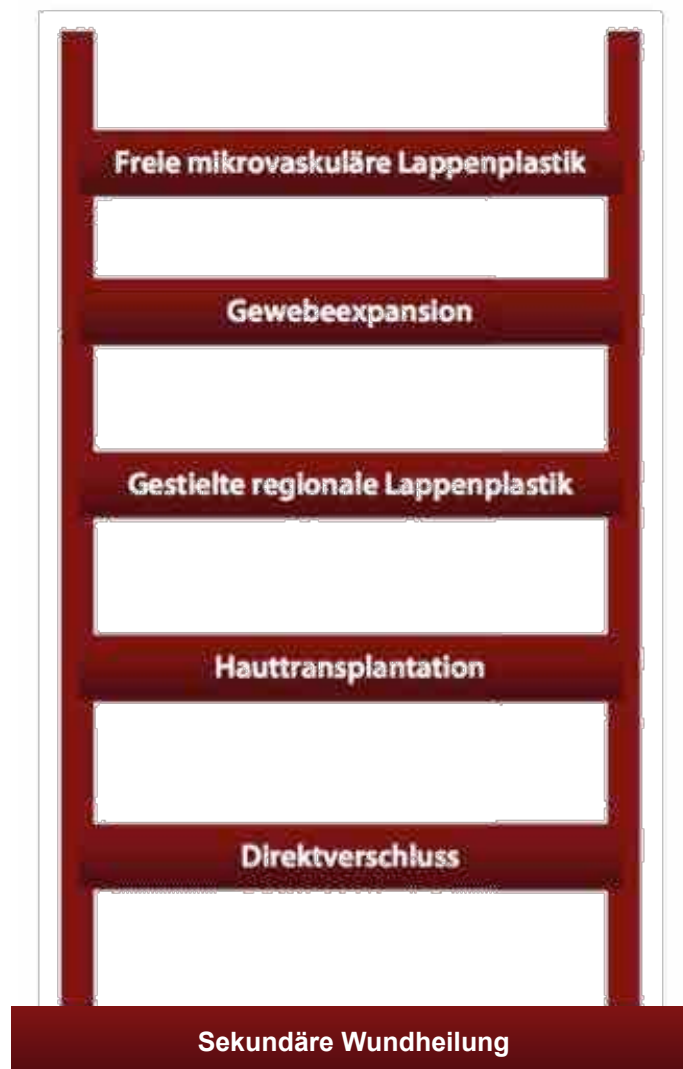 Freie mikrovaskuläre Lappenplastik
Gewebeexpansion
Gestielte regionale Lappenplastik
Hauttransplantation
Direktverschluss
Sekundäre Wundheilung